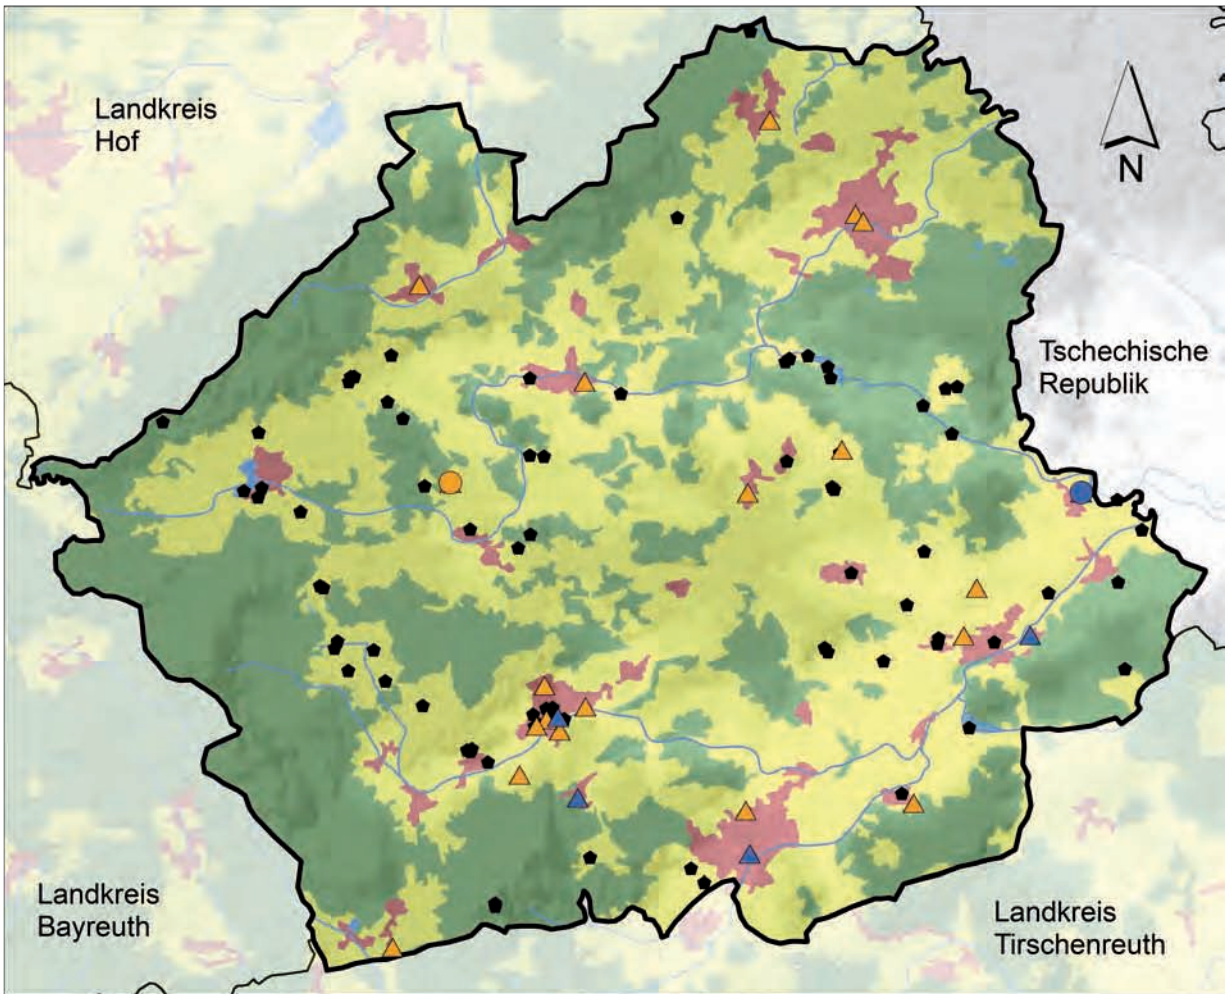 Landkreis
Hof
N
Tschechische
Republik
Landkreis
Bayreuth
Landkreis
Tirschenreuth